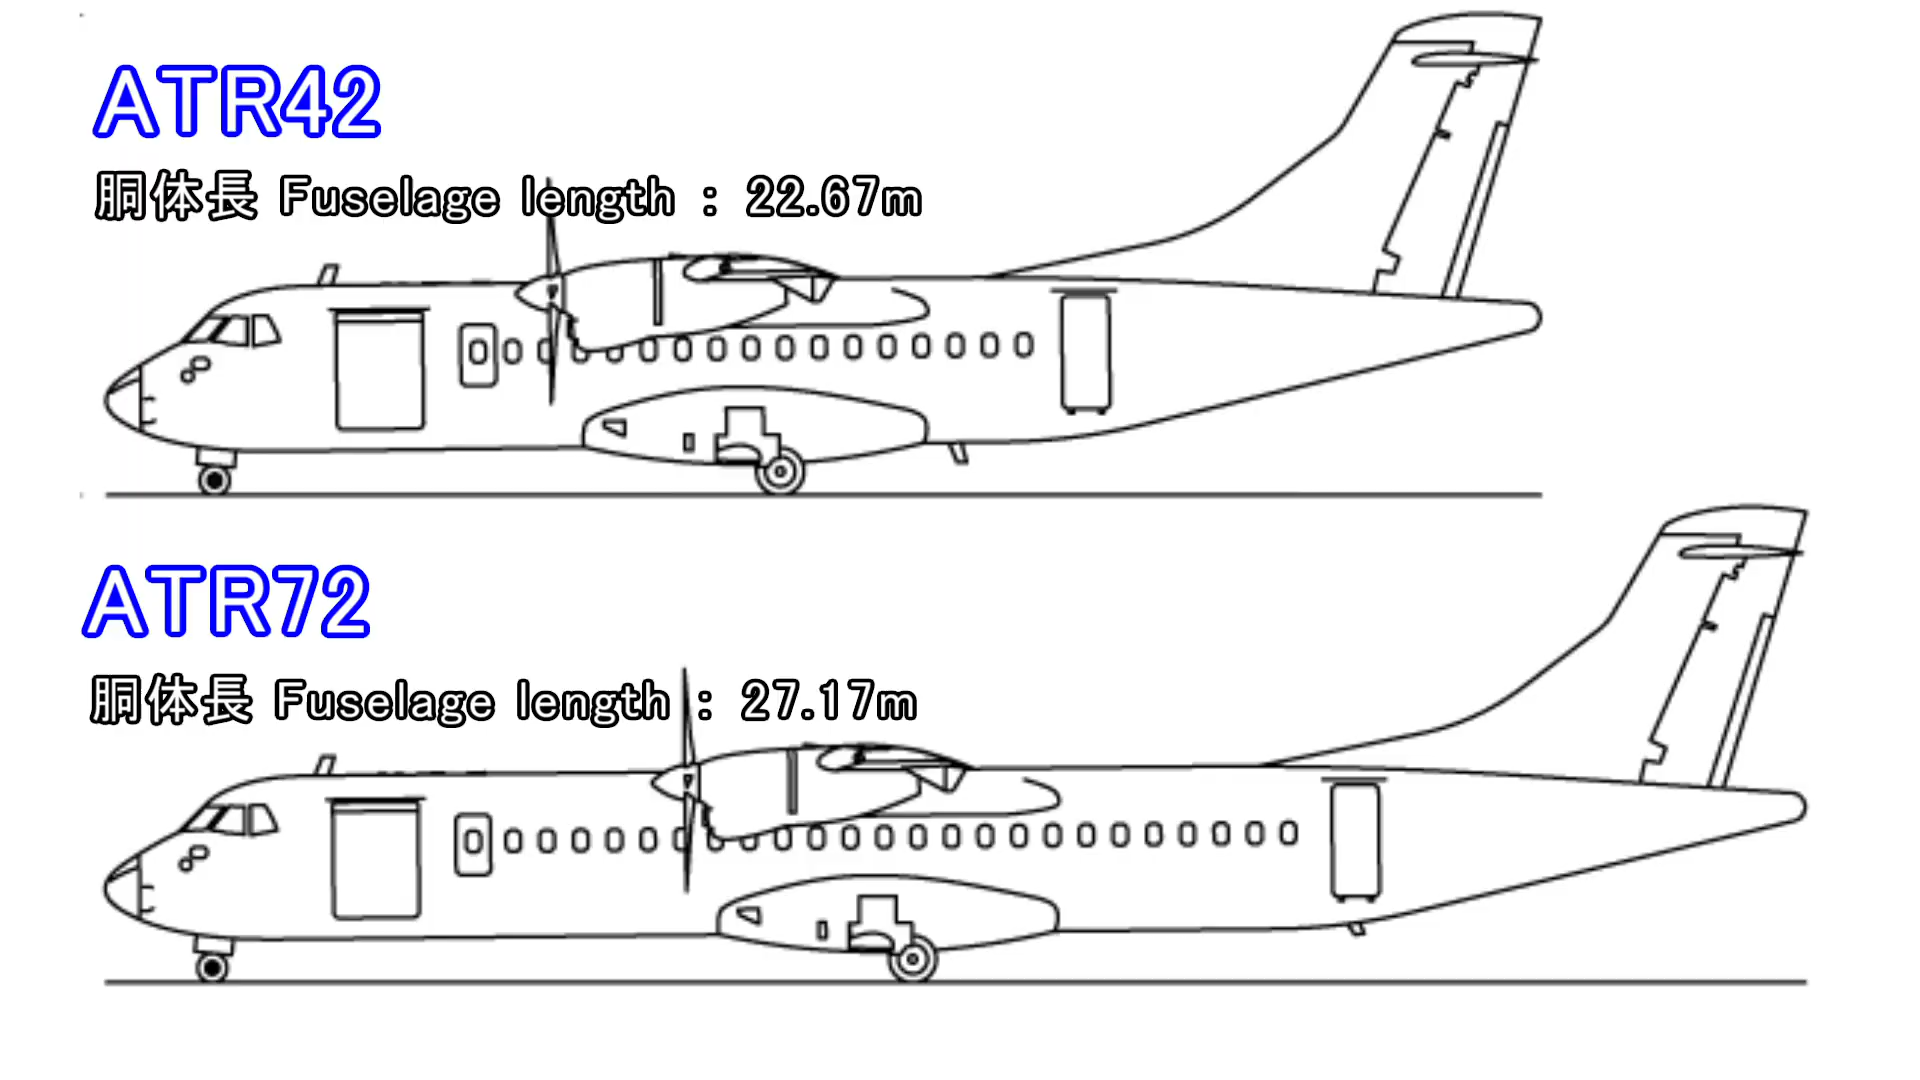 ATR42
胴体長 Fuselage length : 22.67m
ATR72
胴体長 Fuselage length : 27.17m